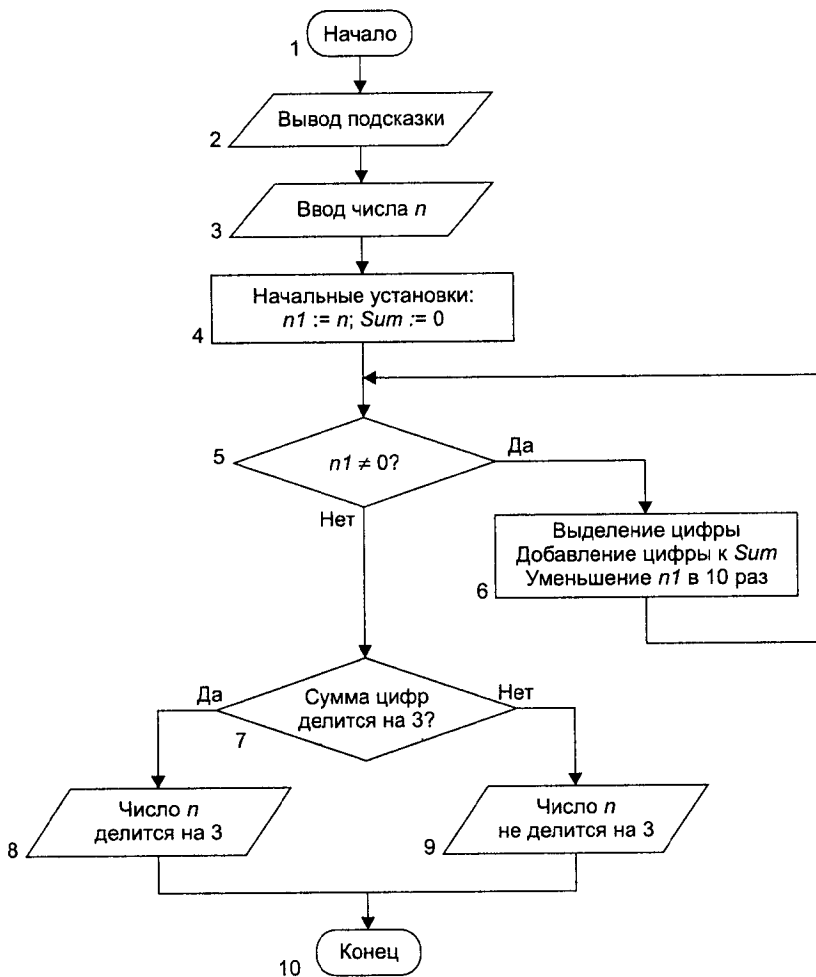 1 Начало
2 Вывод подсказки
3 Ввод числа n
Начальные установки:
4 n1 := n; Sum := 0
5 n1 ≠ 0?
Да
Нет
Выделение цифры
Добавление цифры к Sum
6 Уменьшение n1 в 10 раз
Да
Сумма цифр
Нет
делится на 3?
7
Число n
8 делится на 3
Число n
9 не делится на 3
10 Конец